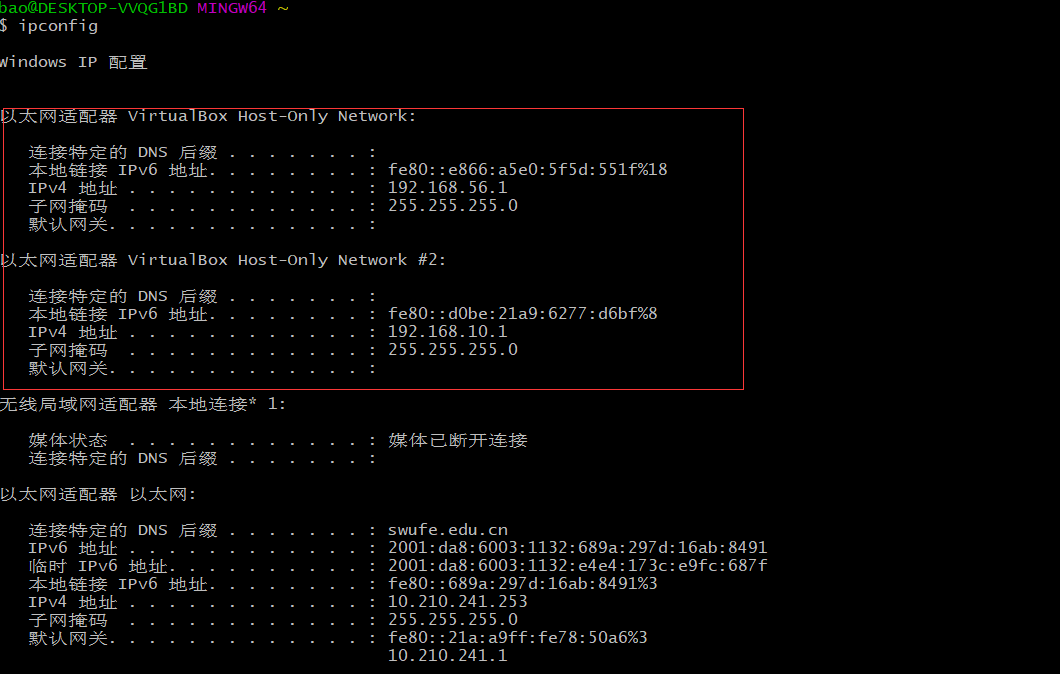 bao@DESKTOP-VVQG1BD MINGW64 ~
$ ipconfig
Windows IP 配置
以太网适配器 VirtualBox Host-Only Network:
连接特定的 DNS 后缀 . . . . . . . :
本地链接 IPv6 地址. . . . . . . . : fe80::e866:a5e0:5f5d:551f%18
IPv4 地址 . . . . . . . . . . . . : 192.168.56.1
子网掩码  . . . . . . . . . . . . : 255.255.255.0
默认网关. . . . . . . . . . . . . :
以太网适配器 VirtualBox Host-Only Network #2:
连接特定的 DNS 后缀 . . . . . . . :
本地链接 IPv6 地址. . . . . . . . : fe80::d0be:21a9:6277:d6bf%8
IPv4 地址 . . . . . . . . . . . . : 192.168.10.1
子网掩码  . . . . . . . . . . . . : 255.255.255.0
默认网关. . . . . . . . . . . . . :
无线局域网适配器 本地连接* 1:
媒体状态  . . . . . . . . . . . . : 媒体已断开连接
连接特定的 DNS 后缀 . . . . . . . :
以太网适配器 以太网:
连接特定的 DNS 后缀 . . . . . . . : swufe.edu.cn
IPv6 地址 . . . . . . . . . . . . : 2001:da8:6003:1132:689a:297d:16ab:8491
临时 IPv6 地址. . . . . . . . . . : 2001:da8:6003:1132:e4e4:173c:e9fc:687f
本地链接 IPv6 地址. . . . . . . . : fe80::689a:297d:16ab:8491%3
IPv4 地址 . . . . . . . . . . . . : 10.210.241.253
子网掩码  . . . . . . . . . . . . : 255.255.255.0
默认网关. . . . . . . . . . . . . : fe80::21a:a9ff:fe78:50a6%3
10.210.241.1